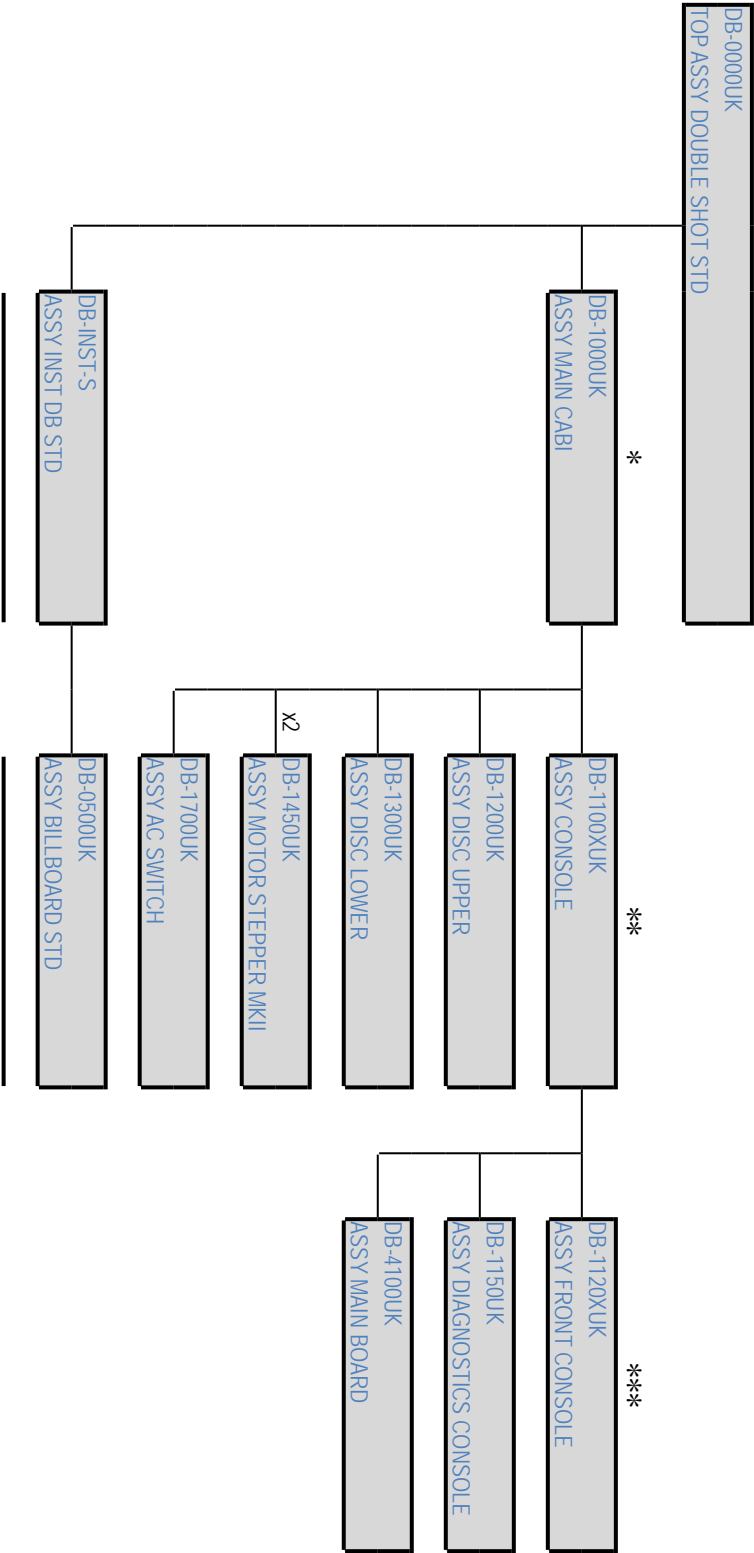 DB-0000UK
TOP ASSY DOUBLE SHOT STD
*
DB-1000UK
ASSY MAIN CABI
**
DB-1100XUK
ASSY CONSOLE
***
DB-1120XUK
ASSY FRONT CONSOLE
DB-1200UK
ASSY DISC UPPER
DB-1150UK
ASSY DIAGNOSTICS CONSOLE
DB-1300UK
ASSY DISC LOWER
DB-4100UK
ASSY MAIN BOARD
x2
DB-1450UK
ASSY MOTOR STEPPER MKII
DB-1700UK
ASSY AC SWITCH
DB-INST-S
ASSY INST DB STD
DB-0500UK
ASSY BILLBOARD STD